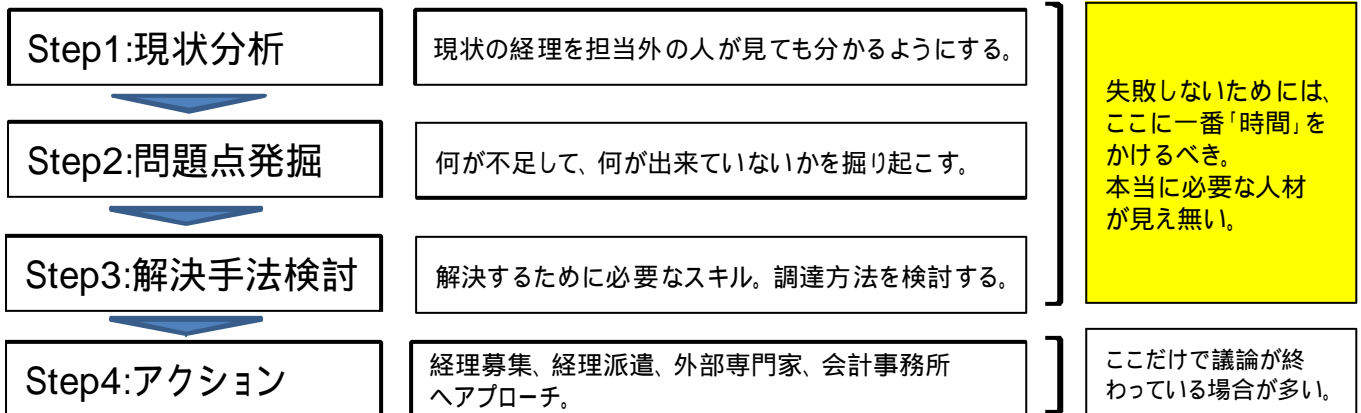 Step1:現状分析
現状の経理を担当外の人が見ても分かるようにする。
Step2:問題点発掘
何が不足して、何が出来ていないかを掘り起こす。
Step3:解決手法検討
解決するために必要なスキル。調達方法を検討する。
失敗しないためには、
ここに一番「時間」を
かけるべき。
本当に必要な人材
が見え無い。
Step4:アクション
経理募集、経理派遣、外部専門家、会計事務所
へアプローチ。
ここだけで議論が終
わっている場合が多い。